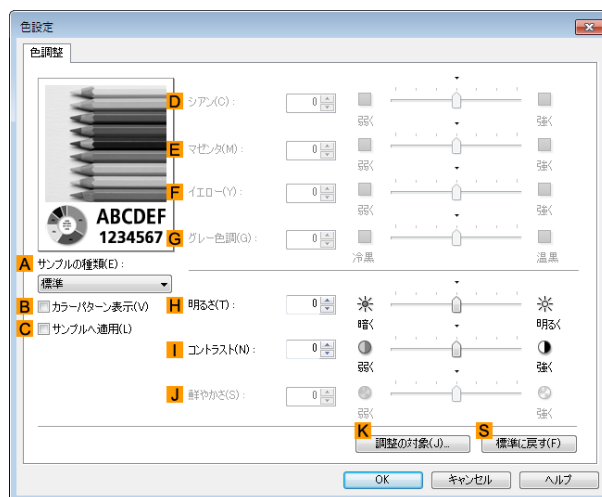 色設定
色調整
D シアン(C): 0
弱く 強く
E マゼンタ(M): 0
弱く 強く
F イエロー(Y): 0
弱く 強く
ABCDEF
1234567
G グレー色調(G): 0
冷黒 温黒
A サンプルの種類(E):
標準
B カラーパターン表示(V)
C サンプルへ適用(L)
H 明るさ(T): 0
暗く 明るく
I コントラスト(N): 0
弱く 強く
J 鮮やかさ(S): 0
弱く 強く
K 調整の対象(J)... S 標準に戻す(F)
OK キャンセル ヘルプ